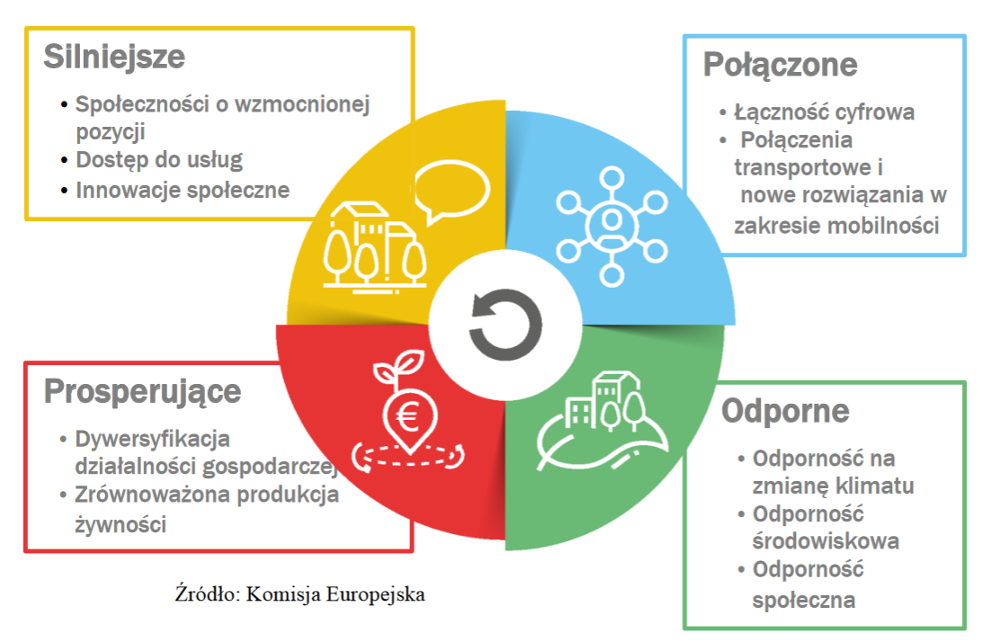 Silniejsze
• Społeczności o wzmocnionej
pozycji
• Dostęp do usług
• Innowacje społeczne
Połączone
• Łączność cyfrowa
• Połączenia
transportowe i
nowe rozwiązania w
zakresie mobilności
Prosperujące
• Dywersyfikacja
działalności gospodarczej
• Zrównoważona produkcja
żywności
€
Odporne
• Odporność na
zmianę klimatu
• Odporność
środowiskowa
• Odporność
społeczna
Źródło: Komisja Europejska